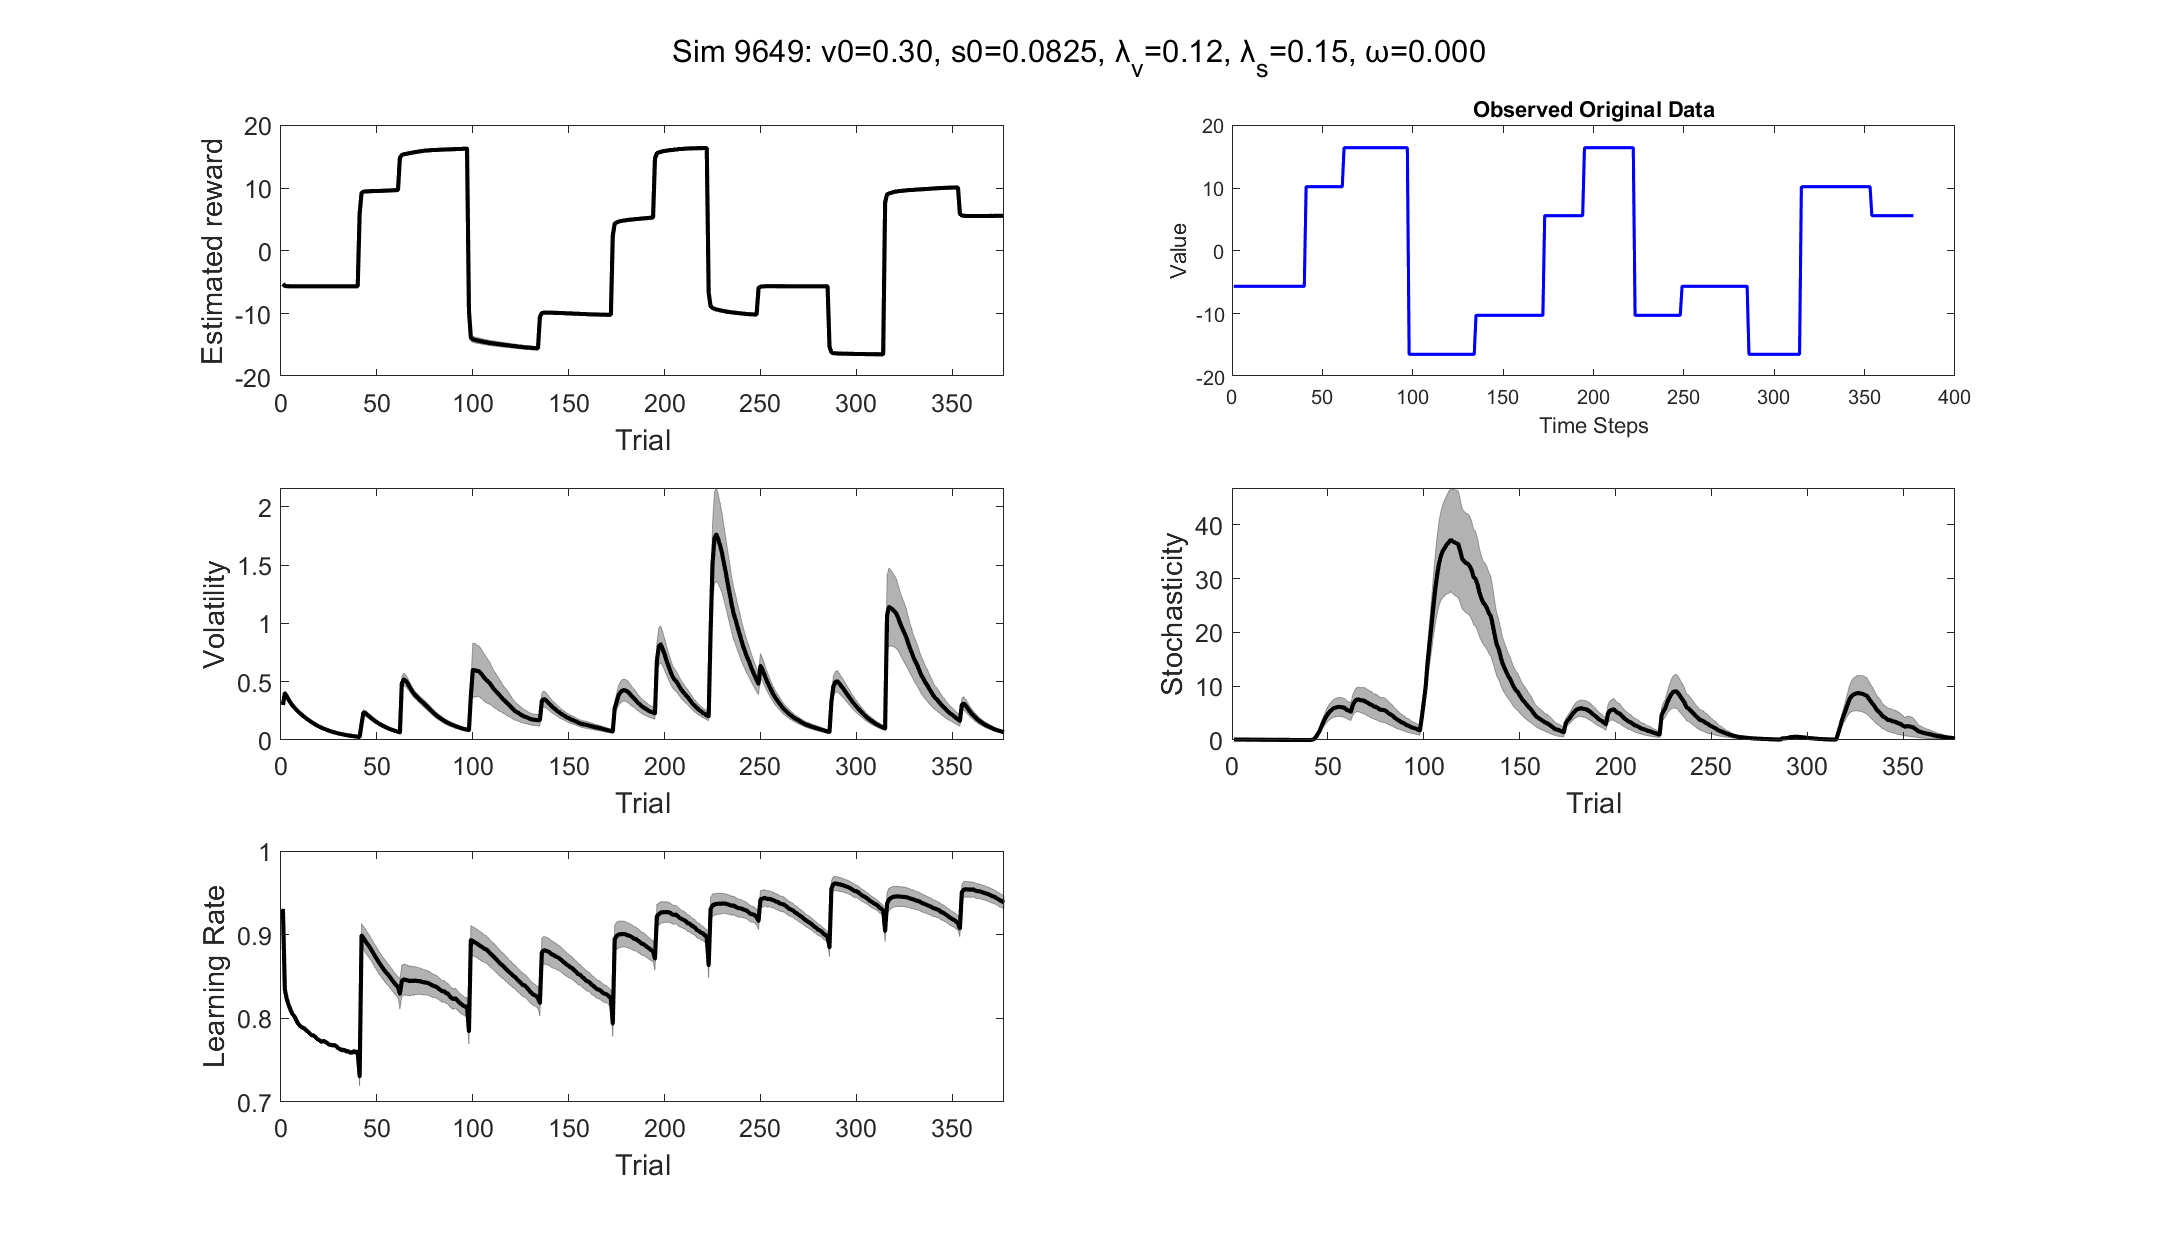 Sim 9649: v0=0.30, s0=0.0825, λ_v=0.12, λ_s=0.15, ω=0.000
Estimated reward
20
10
0
-10
-20
0 50 100 150 200 250 300 350
Trial
Observed Original Data
Value
20
10
0
-10
-20
0 50 100 150 200 250 300 350 400
Time Steps
Volatility
2
1.5
1
0.5
0
0 50 100 150 200 250 300 350
Trial
Stochasticity
40
30
20
10
0
0 50 100 150 200 250 300 350
Trial
Learning Rate
1
0.9
0.8
0.7
0 50 100 150 200 250 300 350
Trial